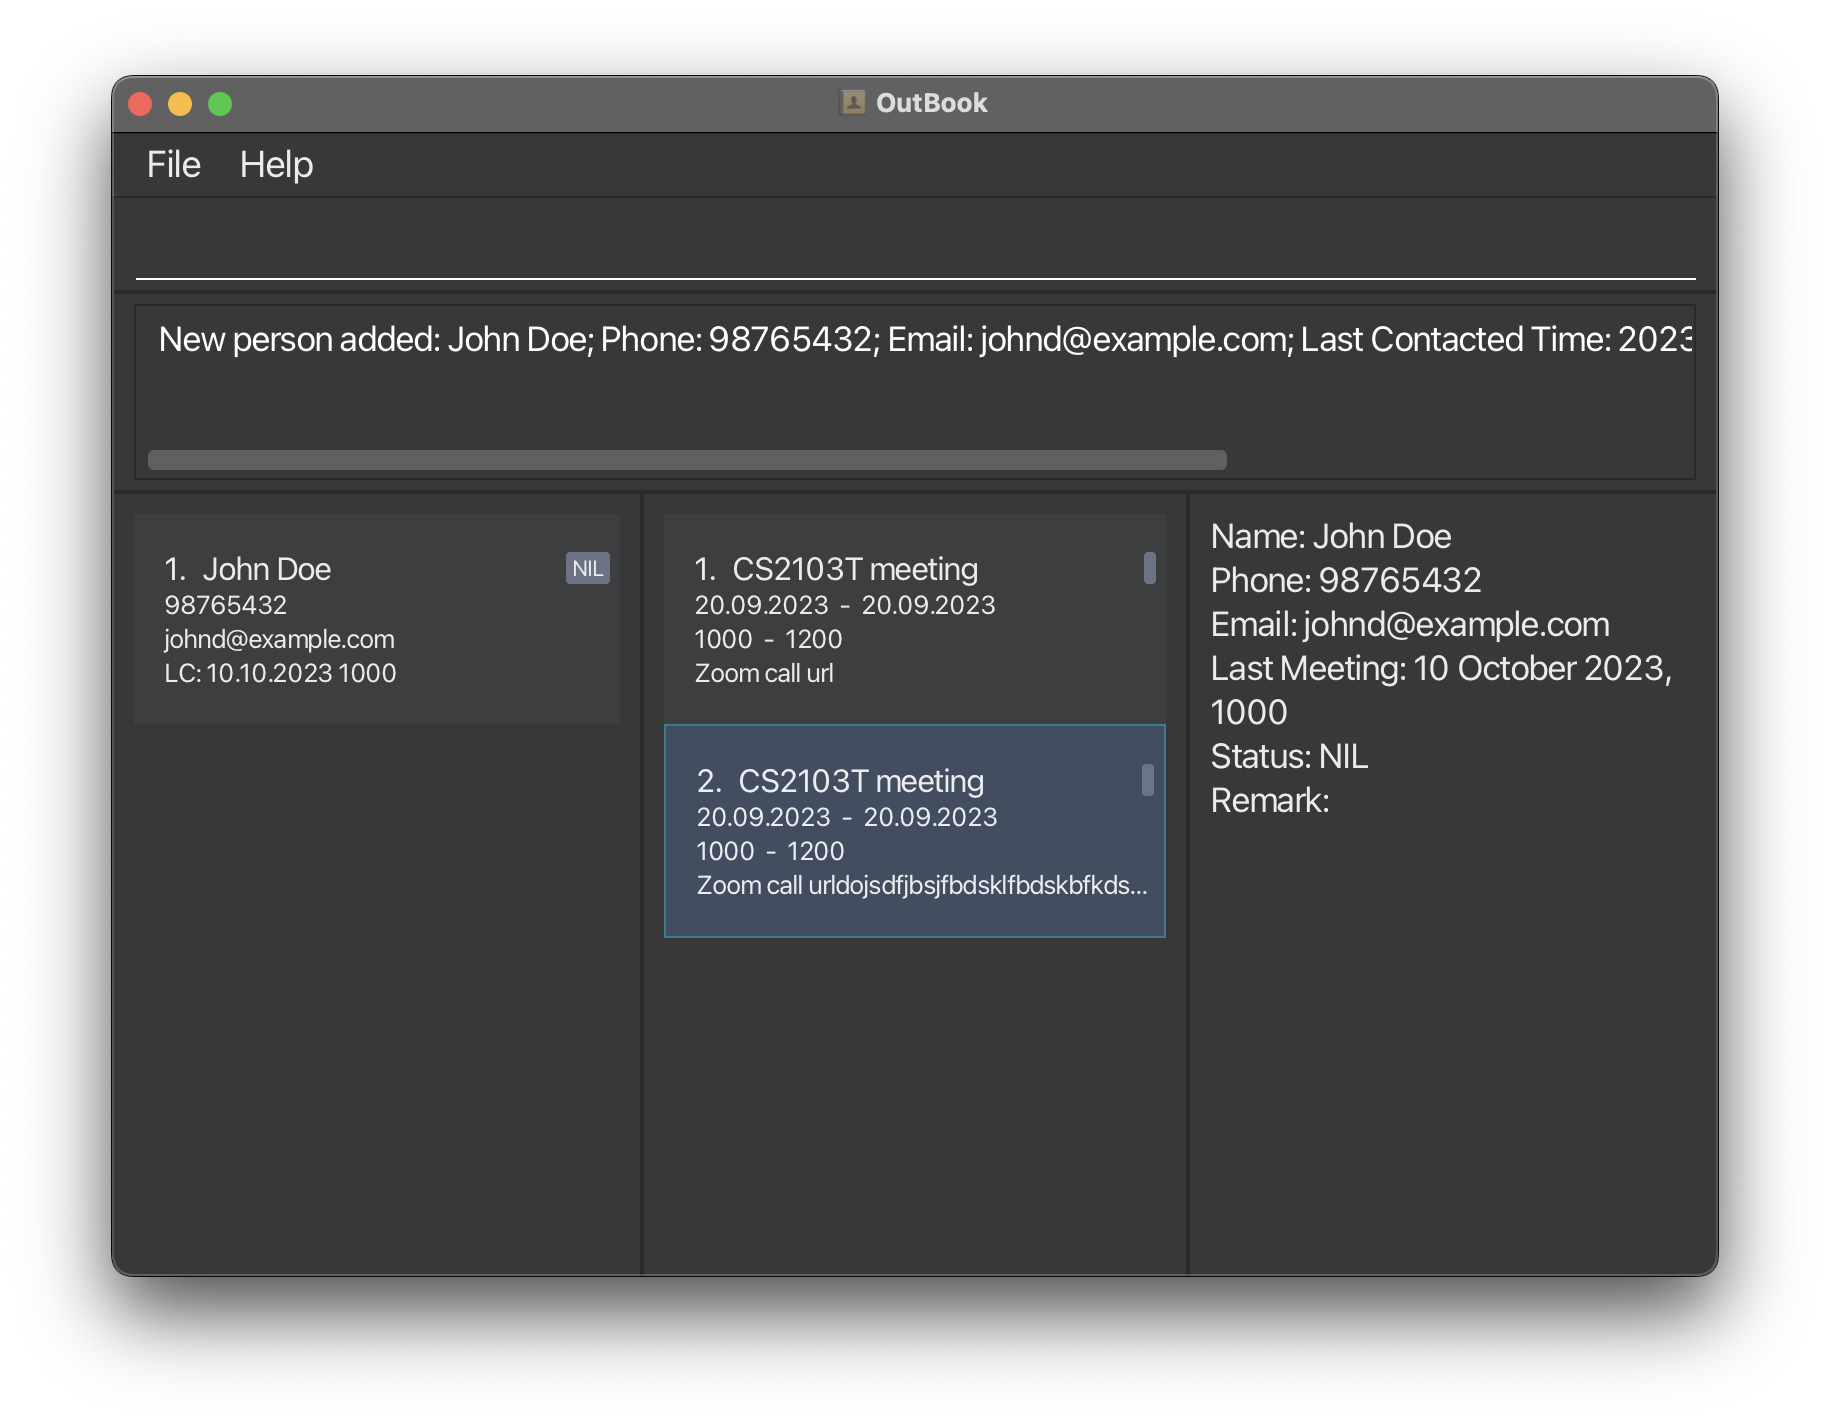 OutBook
File Help
New person added: John Doe; Phone: 98765432; Email: johnd@example.com; Last Contacted Time: 2023
1. John Doe
NIL
98765432
johnd@example.com
LC: 10.10.2023 1000
1. CS2103T meeting
20.09.2023 - 20.09.2023
1000 - 1200
Zoom call url
2. CS2103T meeting
20.09.2023 - 20.09.2023
1000 - 1200
Zoom call urldojsdfjbsjfbdsklfbdskbfkds...
Name: John Doe
Phone: 98765432
Email: johnd@example.com
Last Meeting: 10 October 2023,
1000
Status: NIL
Remark: